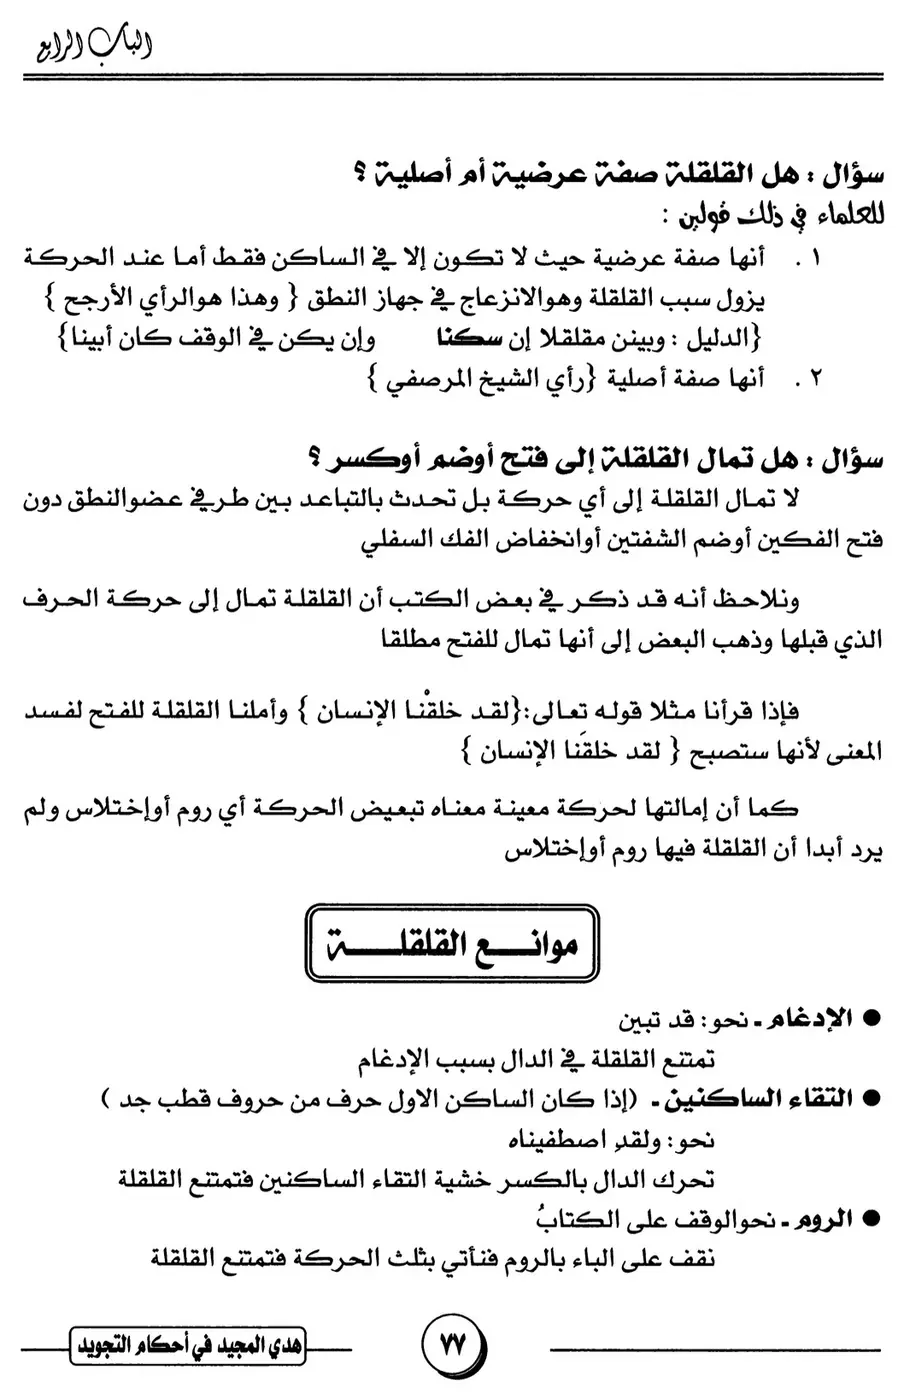 الباب الرابع
سؤال : هل القلقلة صفة عرضية أم أصلية ؟
للعلماء في ذلك قولين :
١ . أنها صفة عرضية حيث لا تكون إلا في الساكن فقط أما عند الحركة
يزول سبب القلقلة وهوالانزعاج في جهاز النطق { وهذا هوالرأي الأرجح }
{الدليل : وبينن مقلقلا إن سكنا وإن يكن في الوقف كان أبينا}
٢ . أنها صفة أصلية {رأي الشيخ المرصفي }
سؤال : هل تمال القلقلة إلى فتح أوضم أوكسر ؟
لا تمال القلقلة إلى أي حركة بل تحدث بالتباعد بين طرفي عضوالنطق دون
فتح الفكين أوضم الشفتين أوانخفاض الفك السفلي
ونلاحظ أنه قد ذكر في بعض الكتب أن القلقلة تمال إلى حركة الحرف
الذي قبلها وذهب البعض إلى أنها تمال للفتح مطلقا
فإذا قرأنا مثلا قوله تعالى:{لقد خلقْنا الإنسان } وأملنا القلقلة للفتح لفسد
المعنى لأنها ستصبح { لقد خلقَنا الإنسان }
كما أن إمالتها لحركة معينة معناه تبعيض الحركة أي روم أوإختلاس ولم
يرد أبدا أن القلقلة فيها روم أوإختلاس
موانع القلقلة
● الإدغام - نحو: قد تبين
تمتنع القلقلة في الدال بسبب الإدغام
● التقاء الساكنين - (إذا كان الساكن الاول حرف من حروف قطب جد )
نحو: ولقدِ اصطفيناه
تحرك الدال بالكسر خشية التقاء الساكنين فتمتنع القلقلة
● الروم - نحوالوقف على الكتابُ
نقف على الباء بالروم فنأتي بثلث الحركة فتمتنع القلقلة
٧٧
هدي المجيد في أحكام التجويد